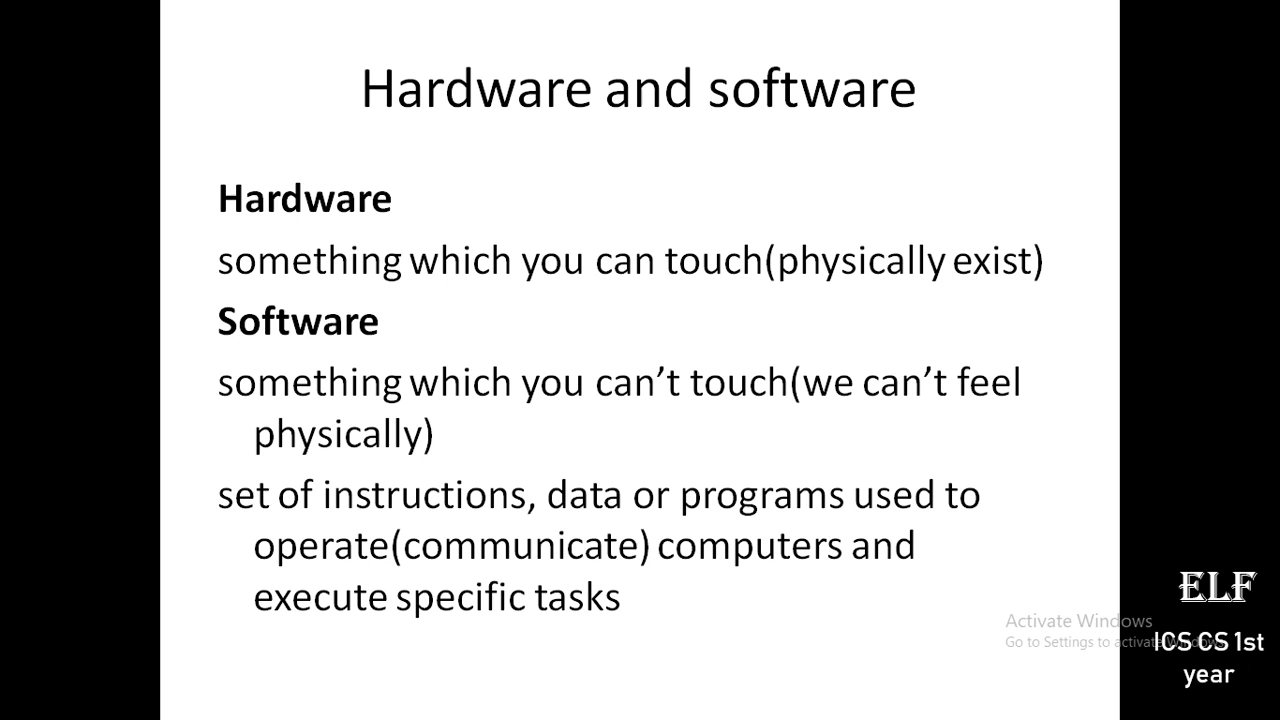 Hardware and software
Hardware
something which you can touch(physically exist)
Software
something which you can’t touch(we can’t feel
physically)
set of instructions, data or programs used to
operate(communicate) computers and
execute specific tasks
ELF
Activate Windows
Go to Settings to activate Windows.
ICS CS 1st
year